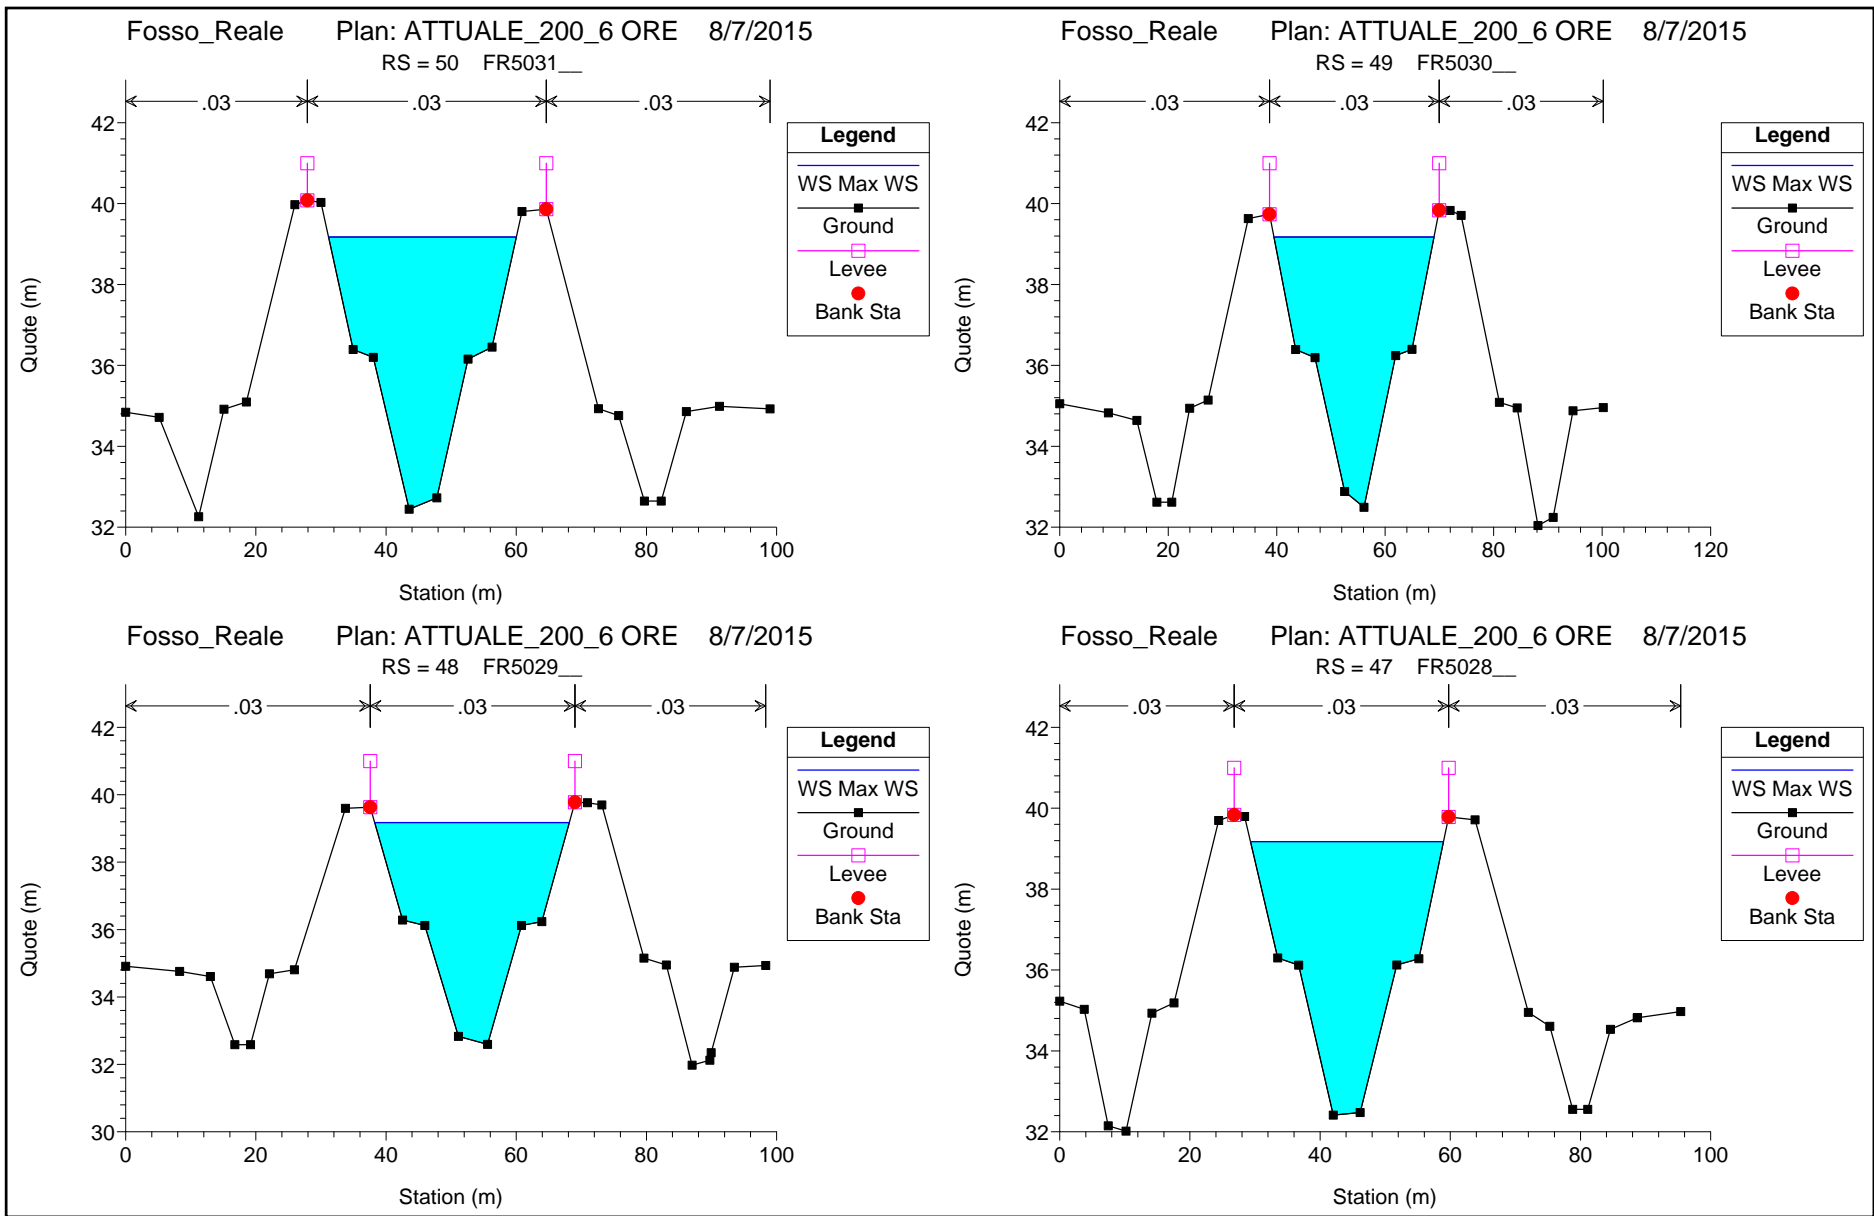 Fosso_Reale Plan: ATTUALE_200_6 ORE 8/7/2015
RS = 50 FR5031__
.03 .03 .03
42
40
38
36
34
32
0 20 40 60 80 100
Station (m)
Quote (m)
Legend
WS Max WS
Ground
Levee
Bank Sta
Fosso_Reale Plan: ATTUALE_200_6 ORE 8/7/2015
RS = 49 FR5030__
.03 .03 .03
42
40
38
36
34
32
0 20 40 60 80 100 120
Station (m)
Quote (m)
Legend
WS Max WS
Ground
Levee
Bank Sta
Fosso_Reale Plan: ATTUALE_200_6 ORE 8/7/2015
RS = 48 FR5029__
.03 .03 .03
42
40
38
36
34
32
30
0 20 40 60 80 100
Station (m)
Quote (m)
Legend
WS Max WS
Ground
Levee
Bank Sta
Fosso_Reale Plan: ATTUALE_200_6 ORE 8/7/2015
RS = 47 FR5028__
.03 .03 .03
42
40
38
36
34
32
0 20 40 60 80 100
Station (m)
Quote (m)
Legend
WS Max WS
Ground
Levee
Bank Sta